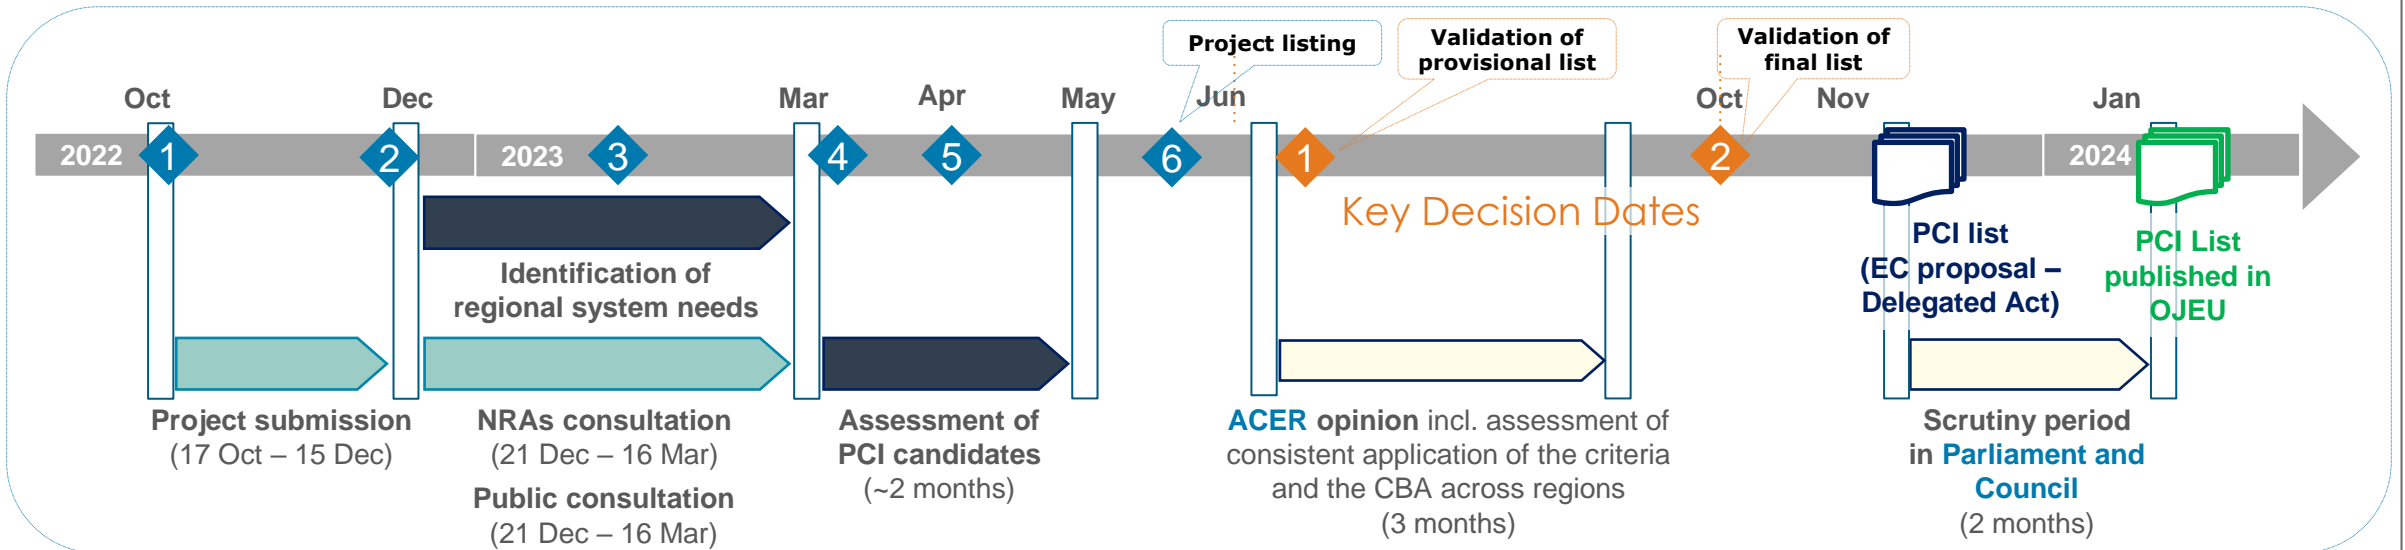 Project listing
Validation of
provisional list
Validation of
final list
Oct
Dec
Mar
Apr
May
Jun
Oct
Nov
Jan
2022
1
2
2023
3
4
5
6
1
2
2024
Key Decision Dates
Identification of
regional system needs
PCI list
(EC proposal –
Delegated Act)
PCI List
published in
OJEU
Project submission
(17 Oct – 15 Dec)
NRAs consultation
(21 Dec – 16 Mar)
Public consultation
(21 Dec – 16 Mar)
Assessment of
PCI candidates
(~2 months)
ACER opinion incl. assessment of
consistent application of the criteria
and the CBA across regions
(3 months)
Scrutiny period
in Parliament and
Council
(2 months)